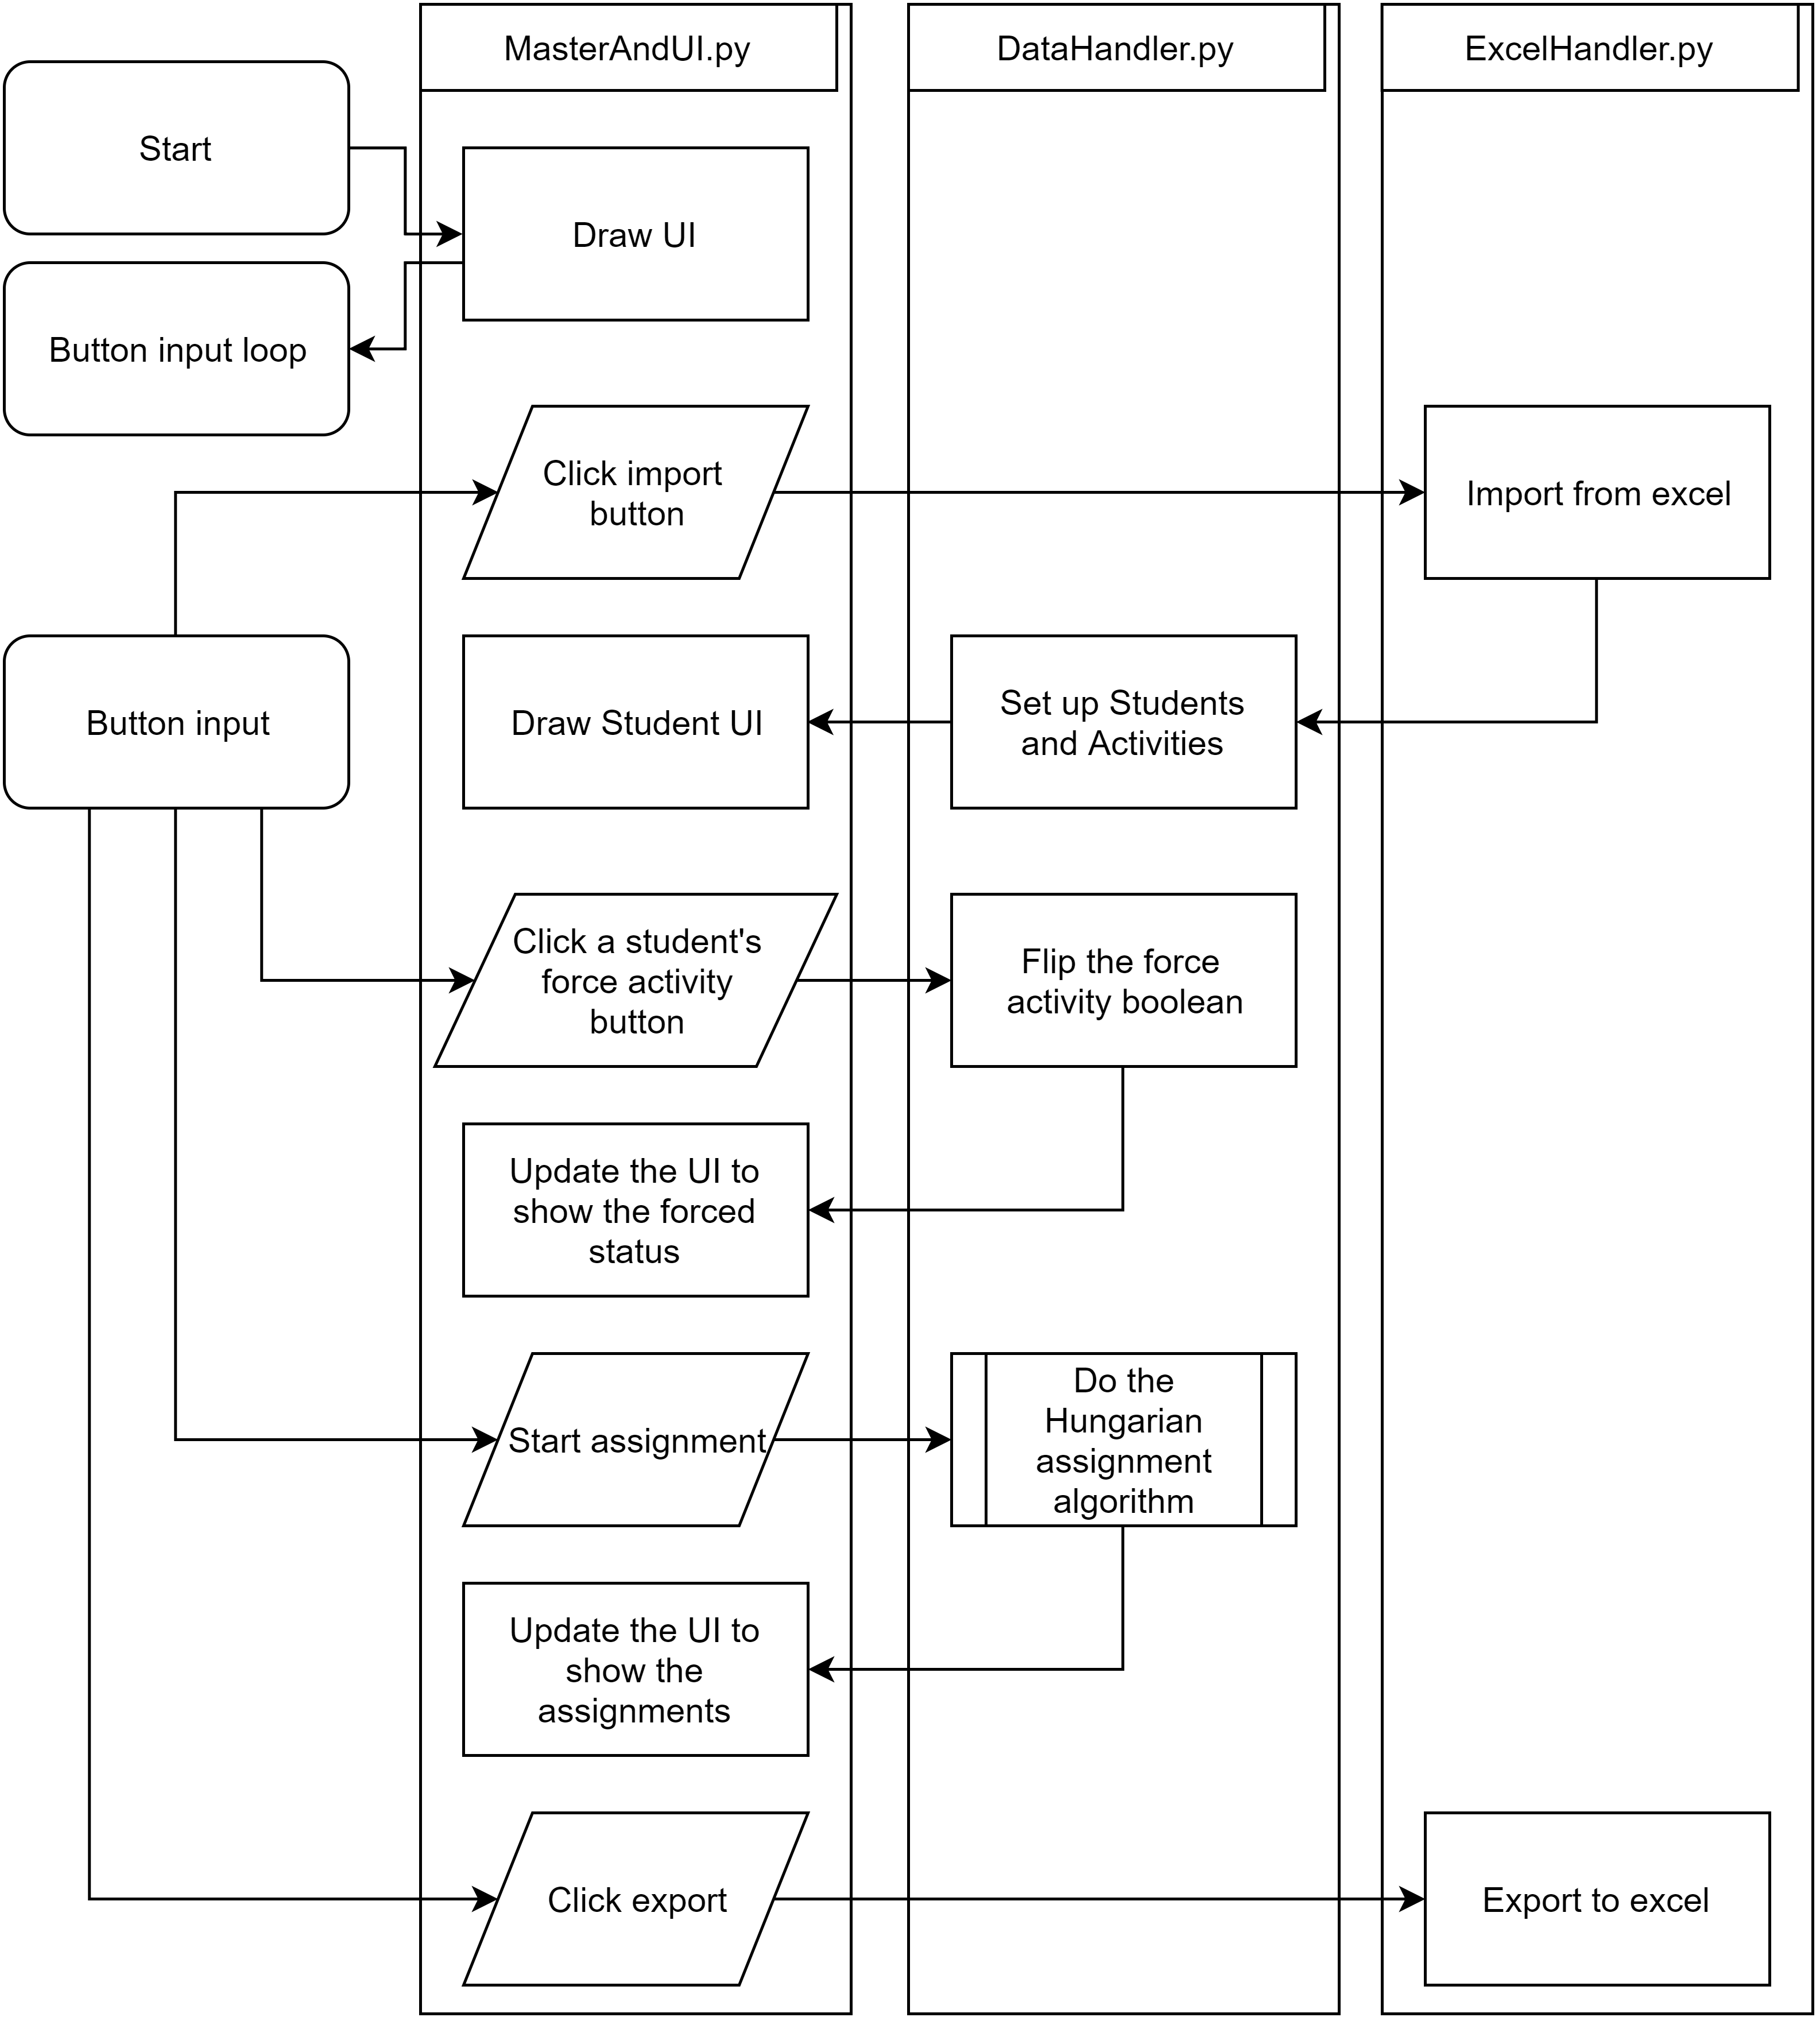 MasterAndUI.py
DataHandler.py
ExcelHandler.py
Start
Draw UI
Button input loop
Click import
button
Import from excel
Button input
Draw Student UI
Set up Students
and Activities
Click a student's
force activity
button
Flip the force
activity boolean
Update the UI to
show the forced
status
Start assignment
Do the
Hungarian
assignment
algorithm
Update the UI to
show the
assignments
Click export
Export to excel